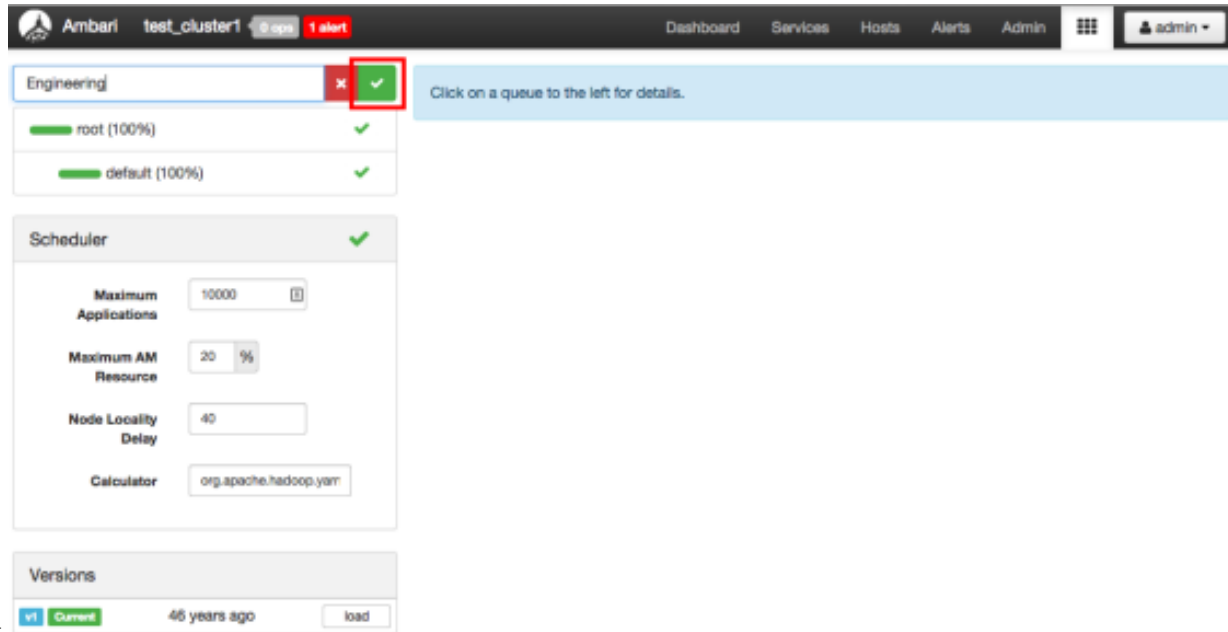 Ambari test_cluster1 0 ops 1 alert Dashboard Services Hosts Alerts Admin admin
Engineering
Click on a queue to the left for details.
root (100%)
default (100%)
Scheduler
Maximum Applications 10000
Maximum AM Resource 20 %
Node Locality Delay 40
Calculator org.apache.hadoop.yarn
Versions
v1 Current 46 years ago load